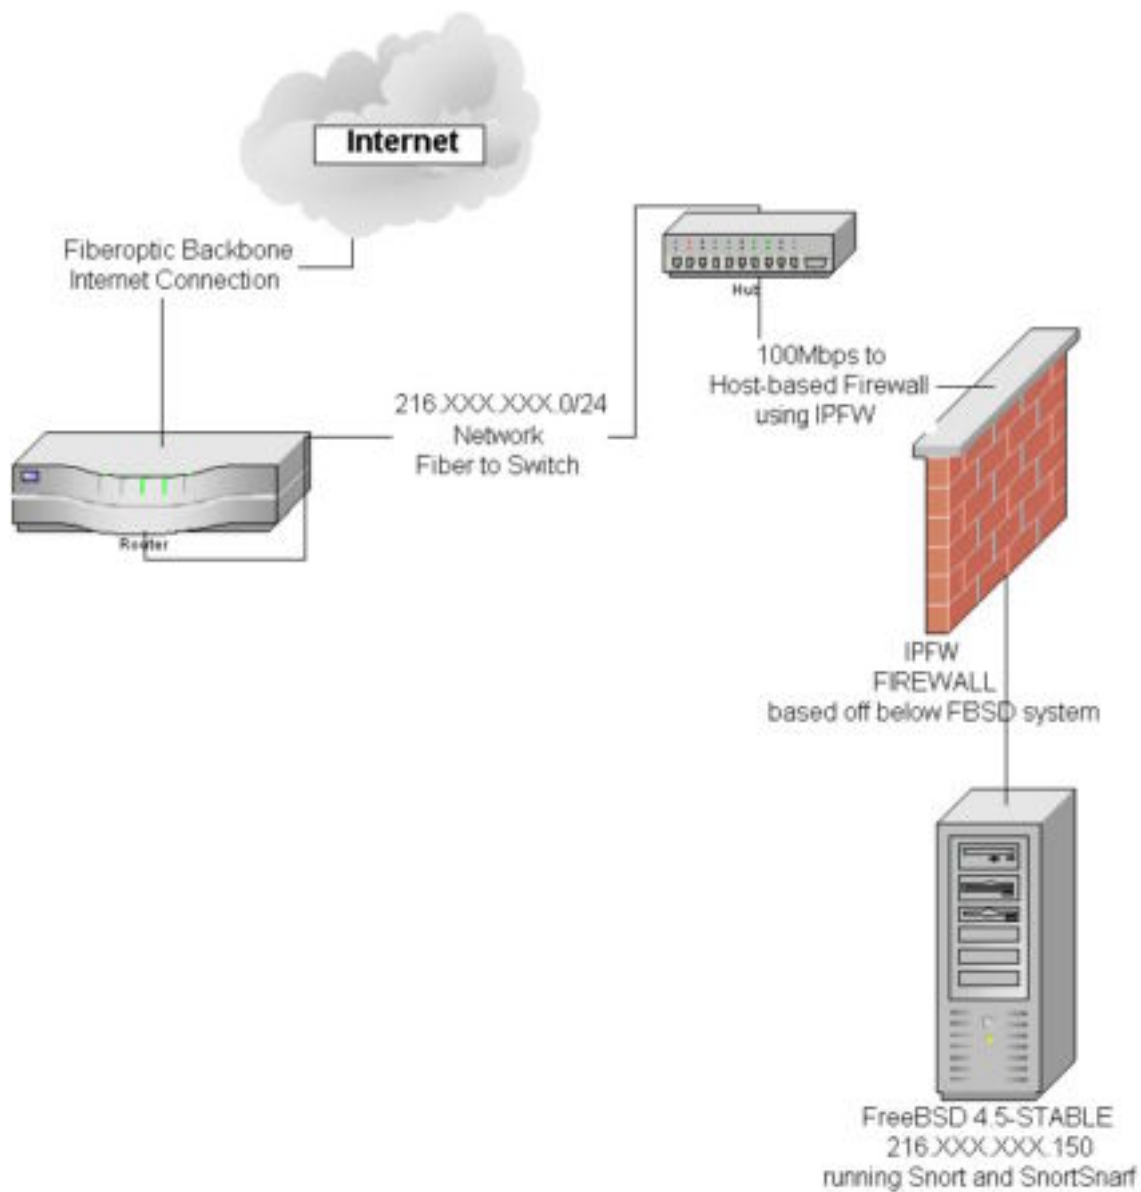 Internet
Fiberoptic Backbone
Internet Connection
Hub
100Mbps to
Host-based Firewall
using IPFW
216.XXX.XXX.0/24
Network
Fiber to Switch
Router
IPFW
FIREWALL
based off below FBSD system
FreeBSD 4.5-STABLE
216.XXX.XXX.150
running Snort and SnortSnarf